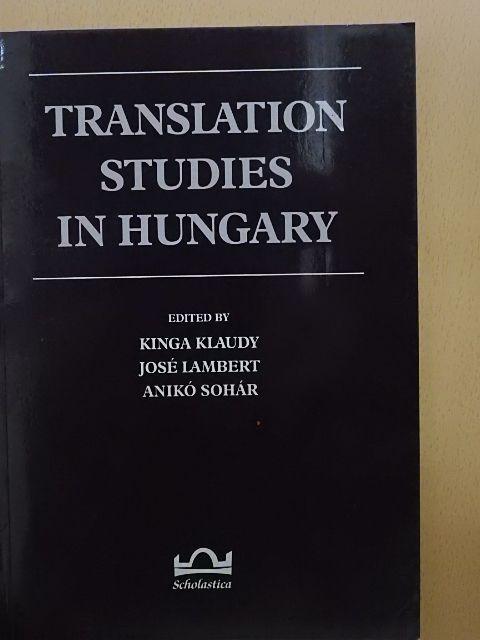 TRANSLATION
STUDIES
IN HUNGARY
EDITED BY
KINGA KLAUDY
JOSÉ LAMBERT
ANIKÓ SOHÁR
Scholastica